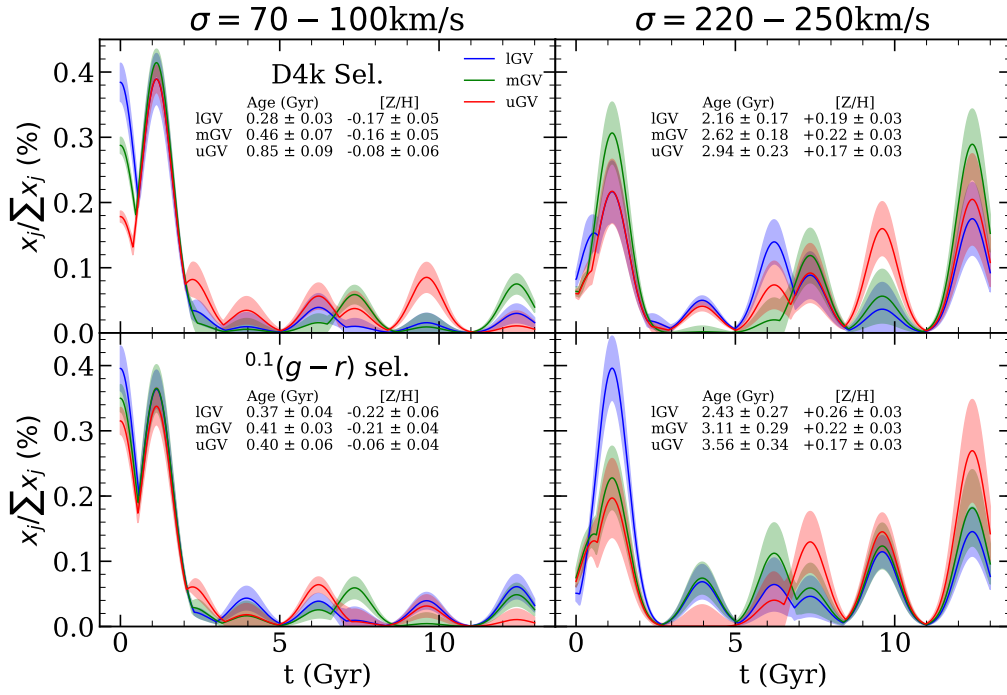 σ = 70 − 100km/s
σ = 220 − 250km/s
D4k Sel.
lGV
mGV
uGV
Age (Gyr) [Z/H]
lGV 0.28 ± 0.03 -0.17 ± 0.05
mGV 0.46 ± 0.07 -0.16 ± 0.05
uGV 0.85 ± 0.09 -0.08 ± 0.06
Age (Gyr) [Z/H]
lGV 2.16 ± 0.17 +0.19 ± 0.03
mGV 2.62 ± 0.18 +0.22 ± 0.03
uGV 2.94 ± 0.23 +0.17 ± 0.03
0.4
0.3
0.2
0.1
0.0
x_j/∑x_j (%)
^{0.1}(g − r) sel.
Age (Gyr) [Z/H]
lGV 0.37 ± 0.04 -0.22 ± 0.06
mGV 0.41 ± 0.03 -0.21 ± 0.04
uGV 0.40 ± 0.06 -0.06 ± 0.04
Age (Gyr) [Z/H]
lGV 2.43 ± 0.27 +0.26 ± 0.03
mGV 3.11 ± 0.29 +0.22 ± 0.03
uGV 3.56 ± 0.34 +0.17 ± 0.03
0.4
0.3
0.2
0.1
0.0
x_j/∑x_j (%)
0 5 10
0 5 10
t (Gyr)
t (Gyr)